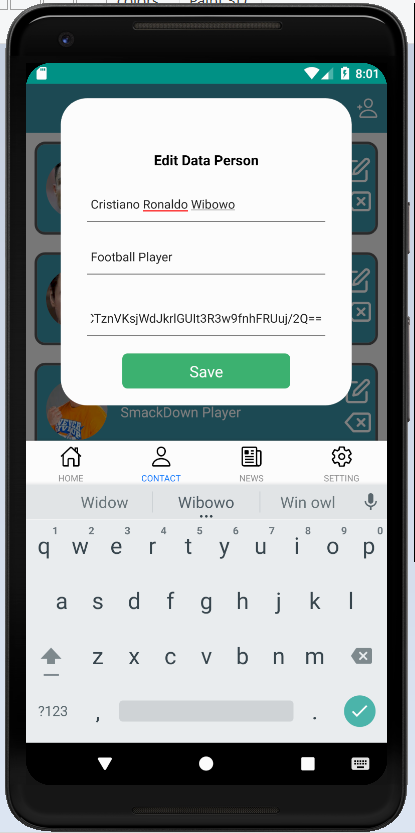 8:01
Edit Data Person
Cristiano Ronaldo Wibowo
Football Player
TznVKsjWdJkrlGUIt3R3w9fnhFRUuj/2Q==
Save
SmackDown Player
HOME CONTACT NEWS SETTING
Widow Wibowo Win owl
1 2 3 4 5 6 7 8 9 0
q w e r t y u i o p
a s d f g h j k l
z x c v b n m
?123 , .